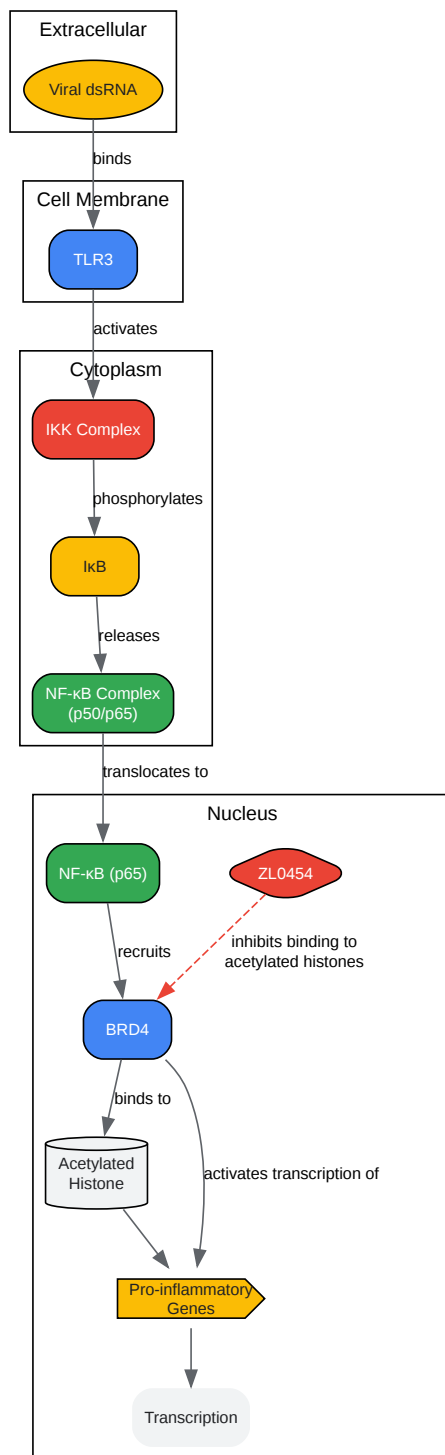 Extracellular
Viral dsRNA
binds
Cell Membrane
TLR3
activates
Cytoplasm
IKK Complex
phosphorylates
IκB
releases
NF-κB Complex
(p50/p65)
translocates to
Nucleus
NF-κB (p65)
ZL0454
recruits
inhibits binding to
acetylated histones
BRD4
binds to
Acetylated
Histone
activates transcription of
Pro-inflammatory
Genes
Transcription